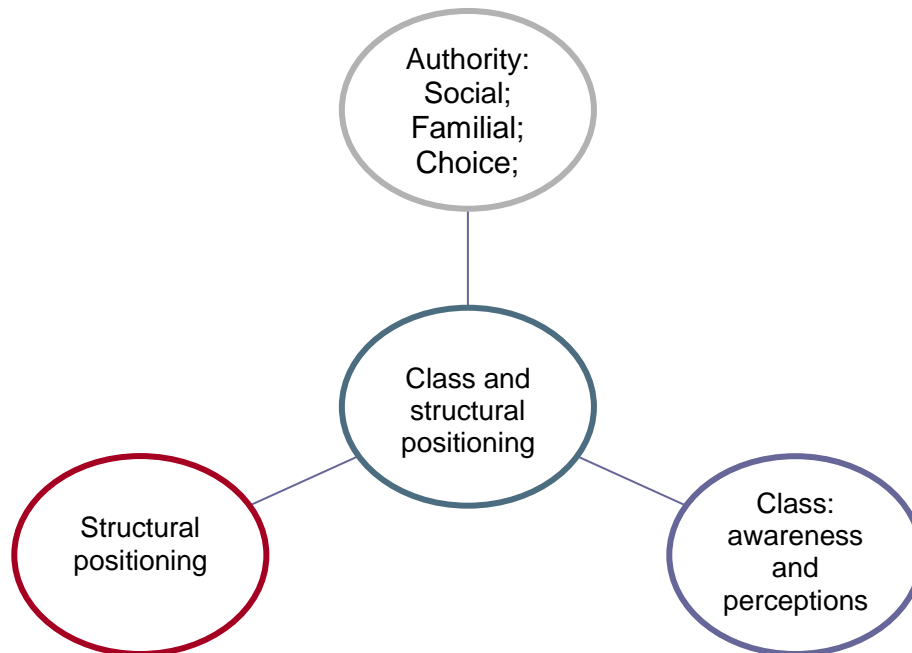 Authority:
Social;
Familial;
Choice;
Class and
structural
positioning
Structural
positioning
Class:
awareness
and
perceptions